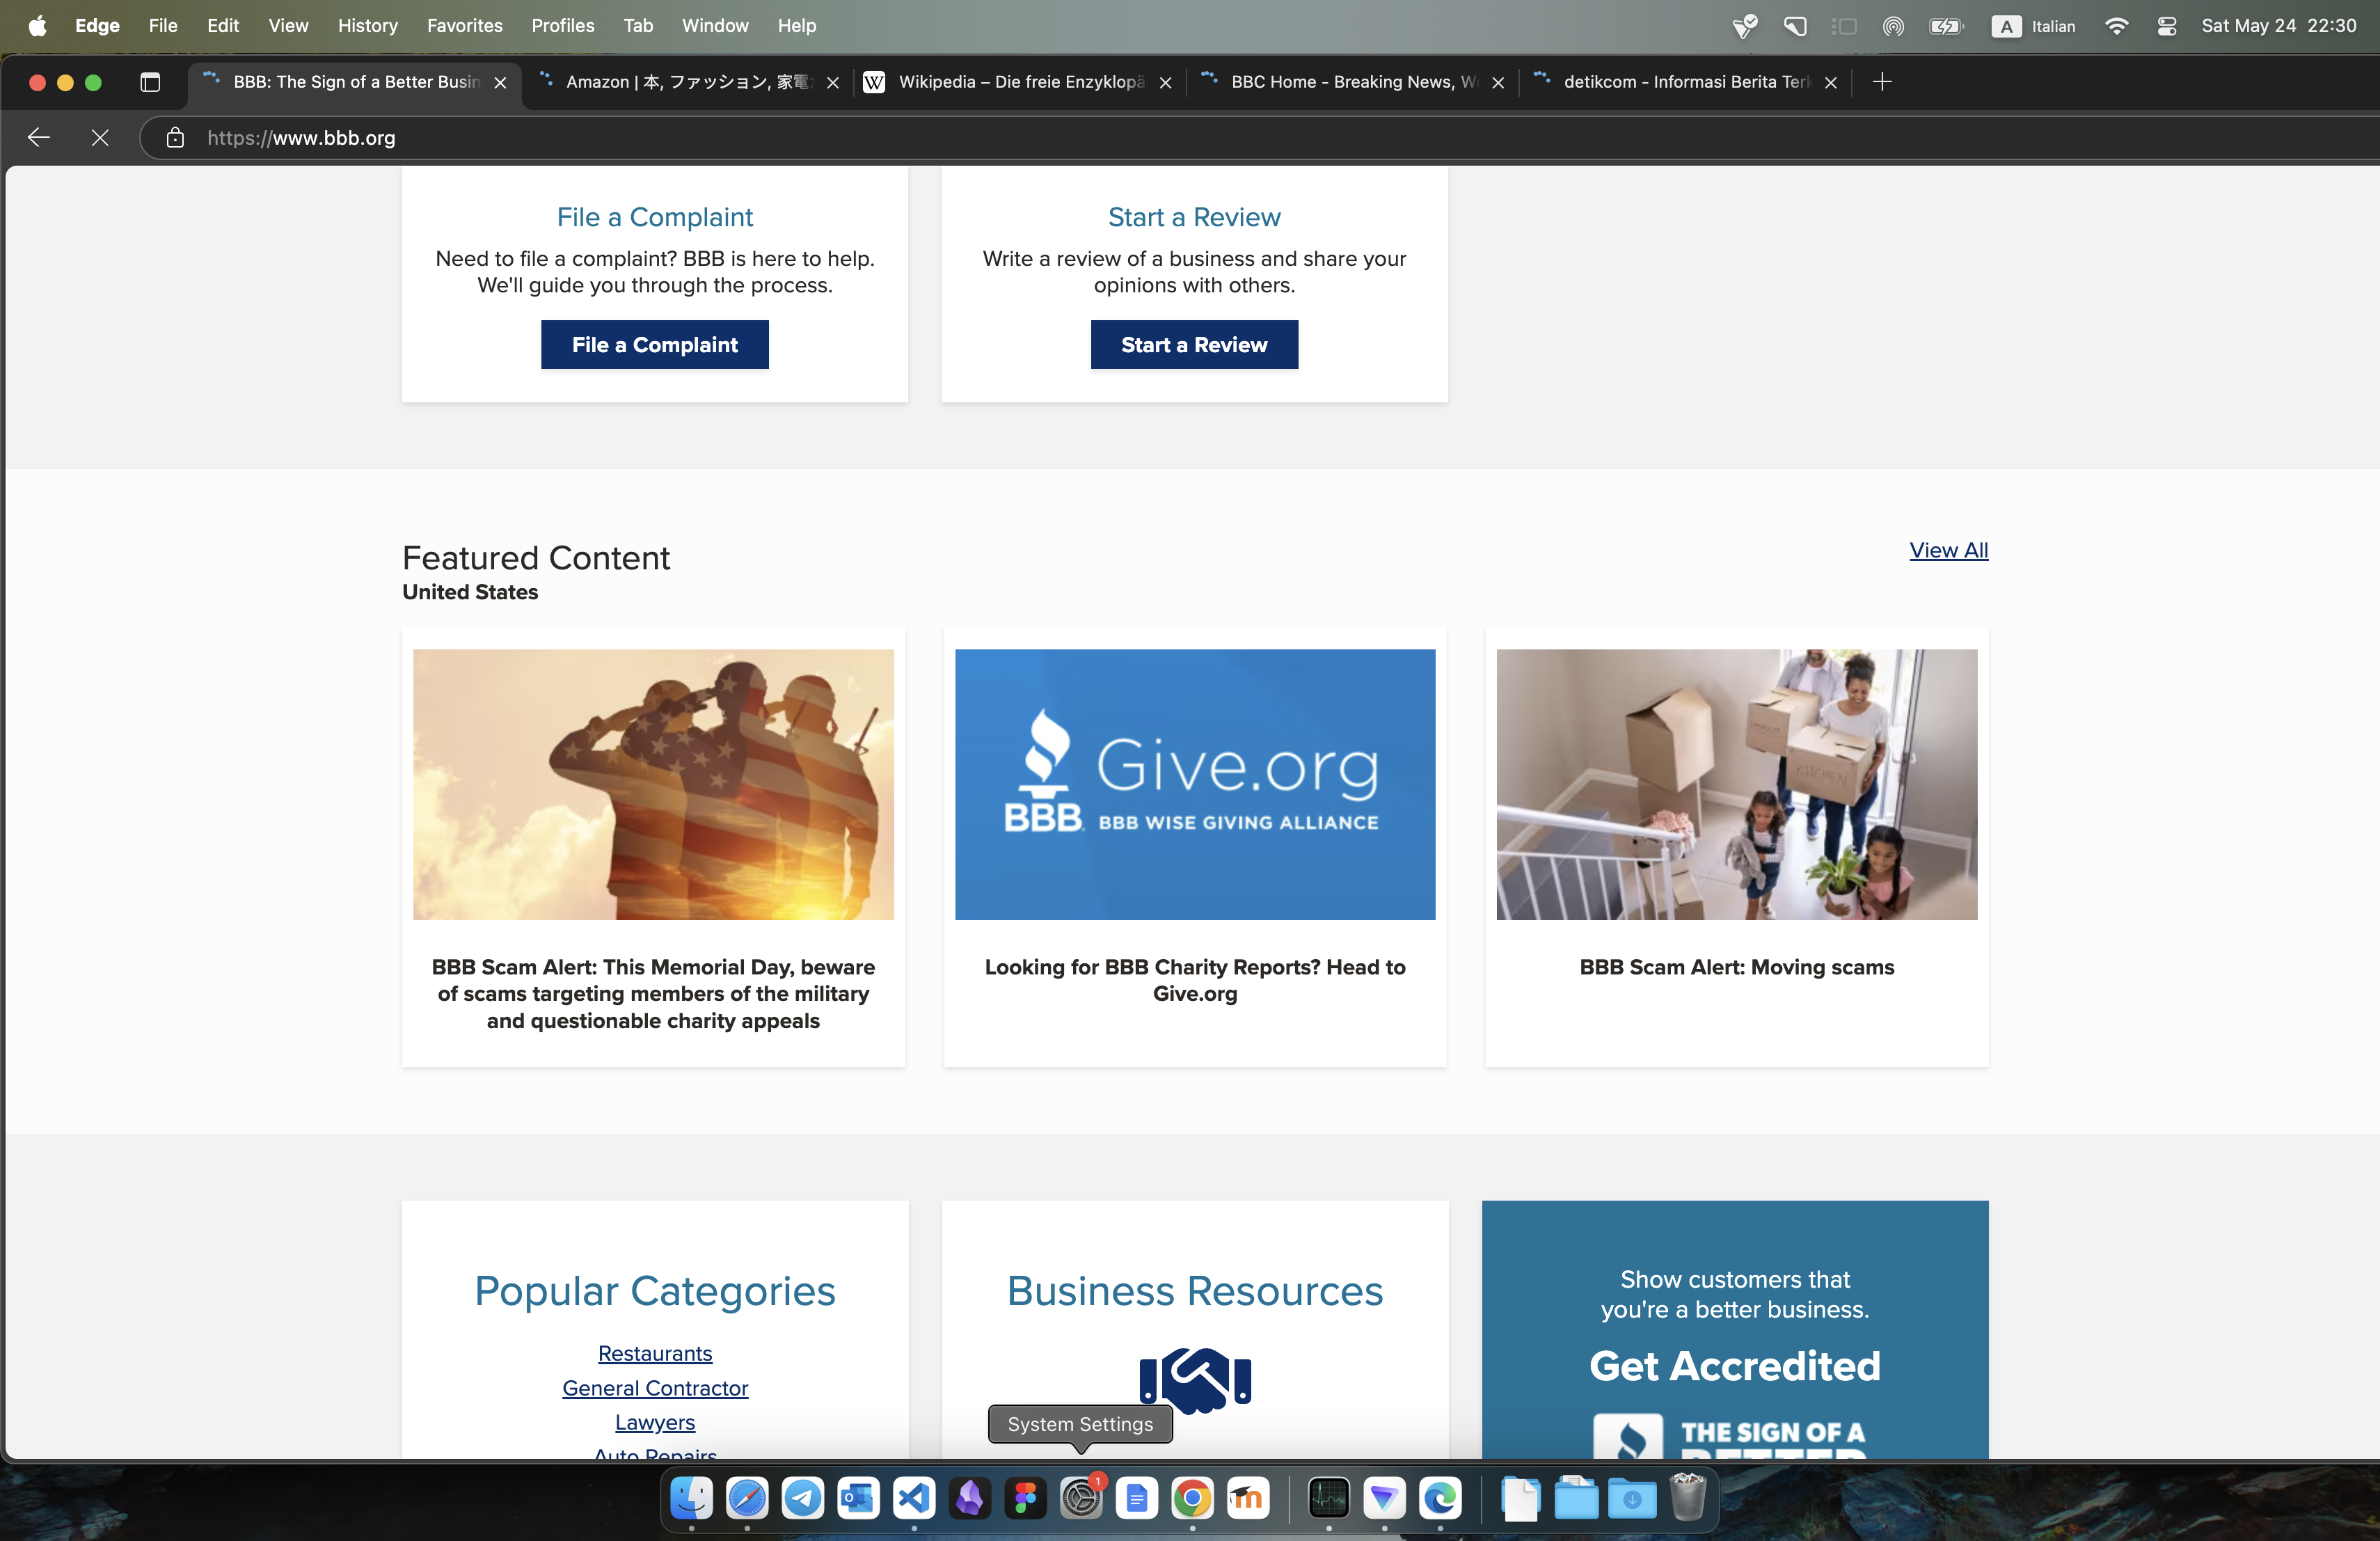 Edge File Edit View History Favorites Profiles Tab Window Help
A Italian Sat May 24 22:30
BBB: The Sign of a Better Busin
Amazon | 本, ファッション, 家電
Wikipedia – Die freie Enzyklopä
BBC Home - Breaking News, W
detikcom - Informasi Berita Ter
https://www.bbb.org
File a Complaint
Need to file a complaint? BBB is here to help.
We'll guide you through the process.
File a Complaint
Start a Review
Write a review of a business and share your
opinions with others.
Start a Review
Featured Content
United States
View All
BBB Scam Alert: This Memorial Day, beware
of scams targeting members of the military
and questionable charity appeals
BBB
Give.org
BBB WISE GIVING ALLIANCE
Looking for BBB Charity Reports? Head to
Give.org
KITCHEN
BBB Scam Alert: Moving scams
Popular Categories
Restaurants
General Contractor
Lawyers
Auto Repairs
Business Resources
Show customers that
you're a better business.
Get Accredited
THE SIGN OF A
BETTER
System Settings
1